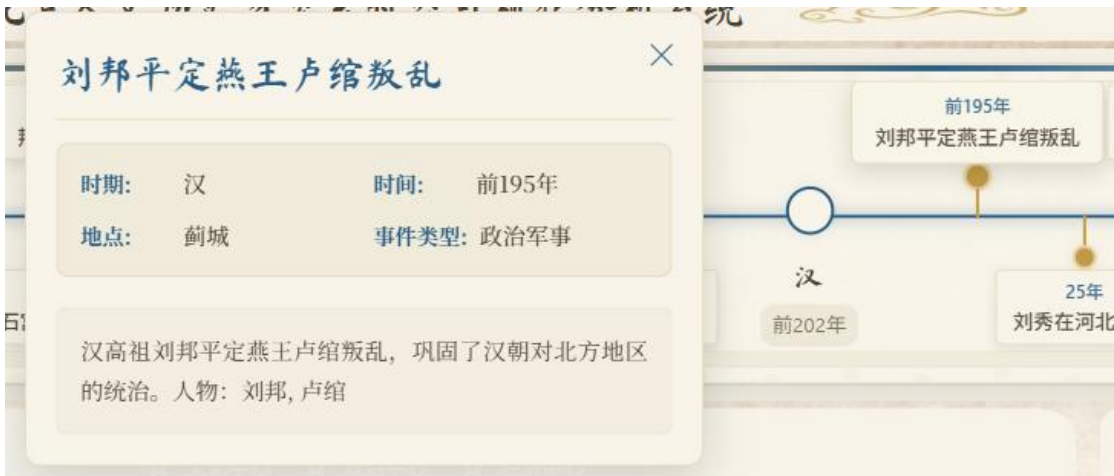 统
刘邦平定燕王卢绾叛乱
时期: 汉 时间: 前195年
地点: 蓟城 事件类型: 政治军事
汉高祖刘邦平定燕王卢绾叛乱，巩固了汉朝对北方地区
的统治。人物：刘邦, 卢绾
前195年
刘邦平定燕王卢绾叛乱
汉
前202年
25年
刘秀在河北